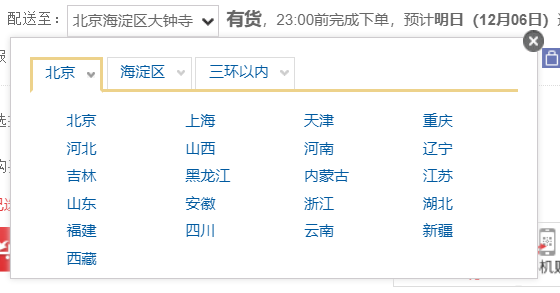 配送至： 北京海淀区大钟寺 有货，23:00前完成下单，预计明日（12月06日）
北京 海淀区 三环以内
北京 上海 天津 重庆
河北 山西 河南 辽宁
吉林 黑龙江 内蒙古 江苏
山东 安徽 浙江 湖北
福建 四川 云南 新疆
西藏
机购